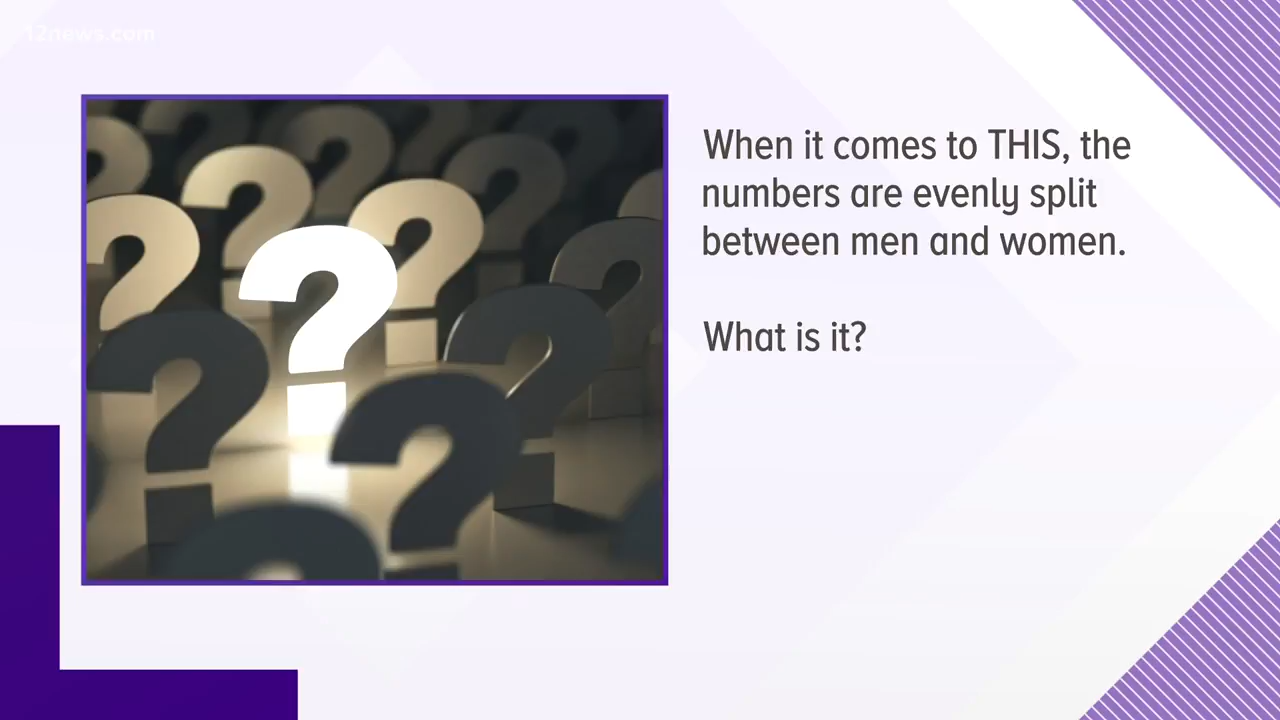 12news.com
When it comes to THIS, the
numbers are evenly split
between men and women.
What is it?